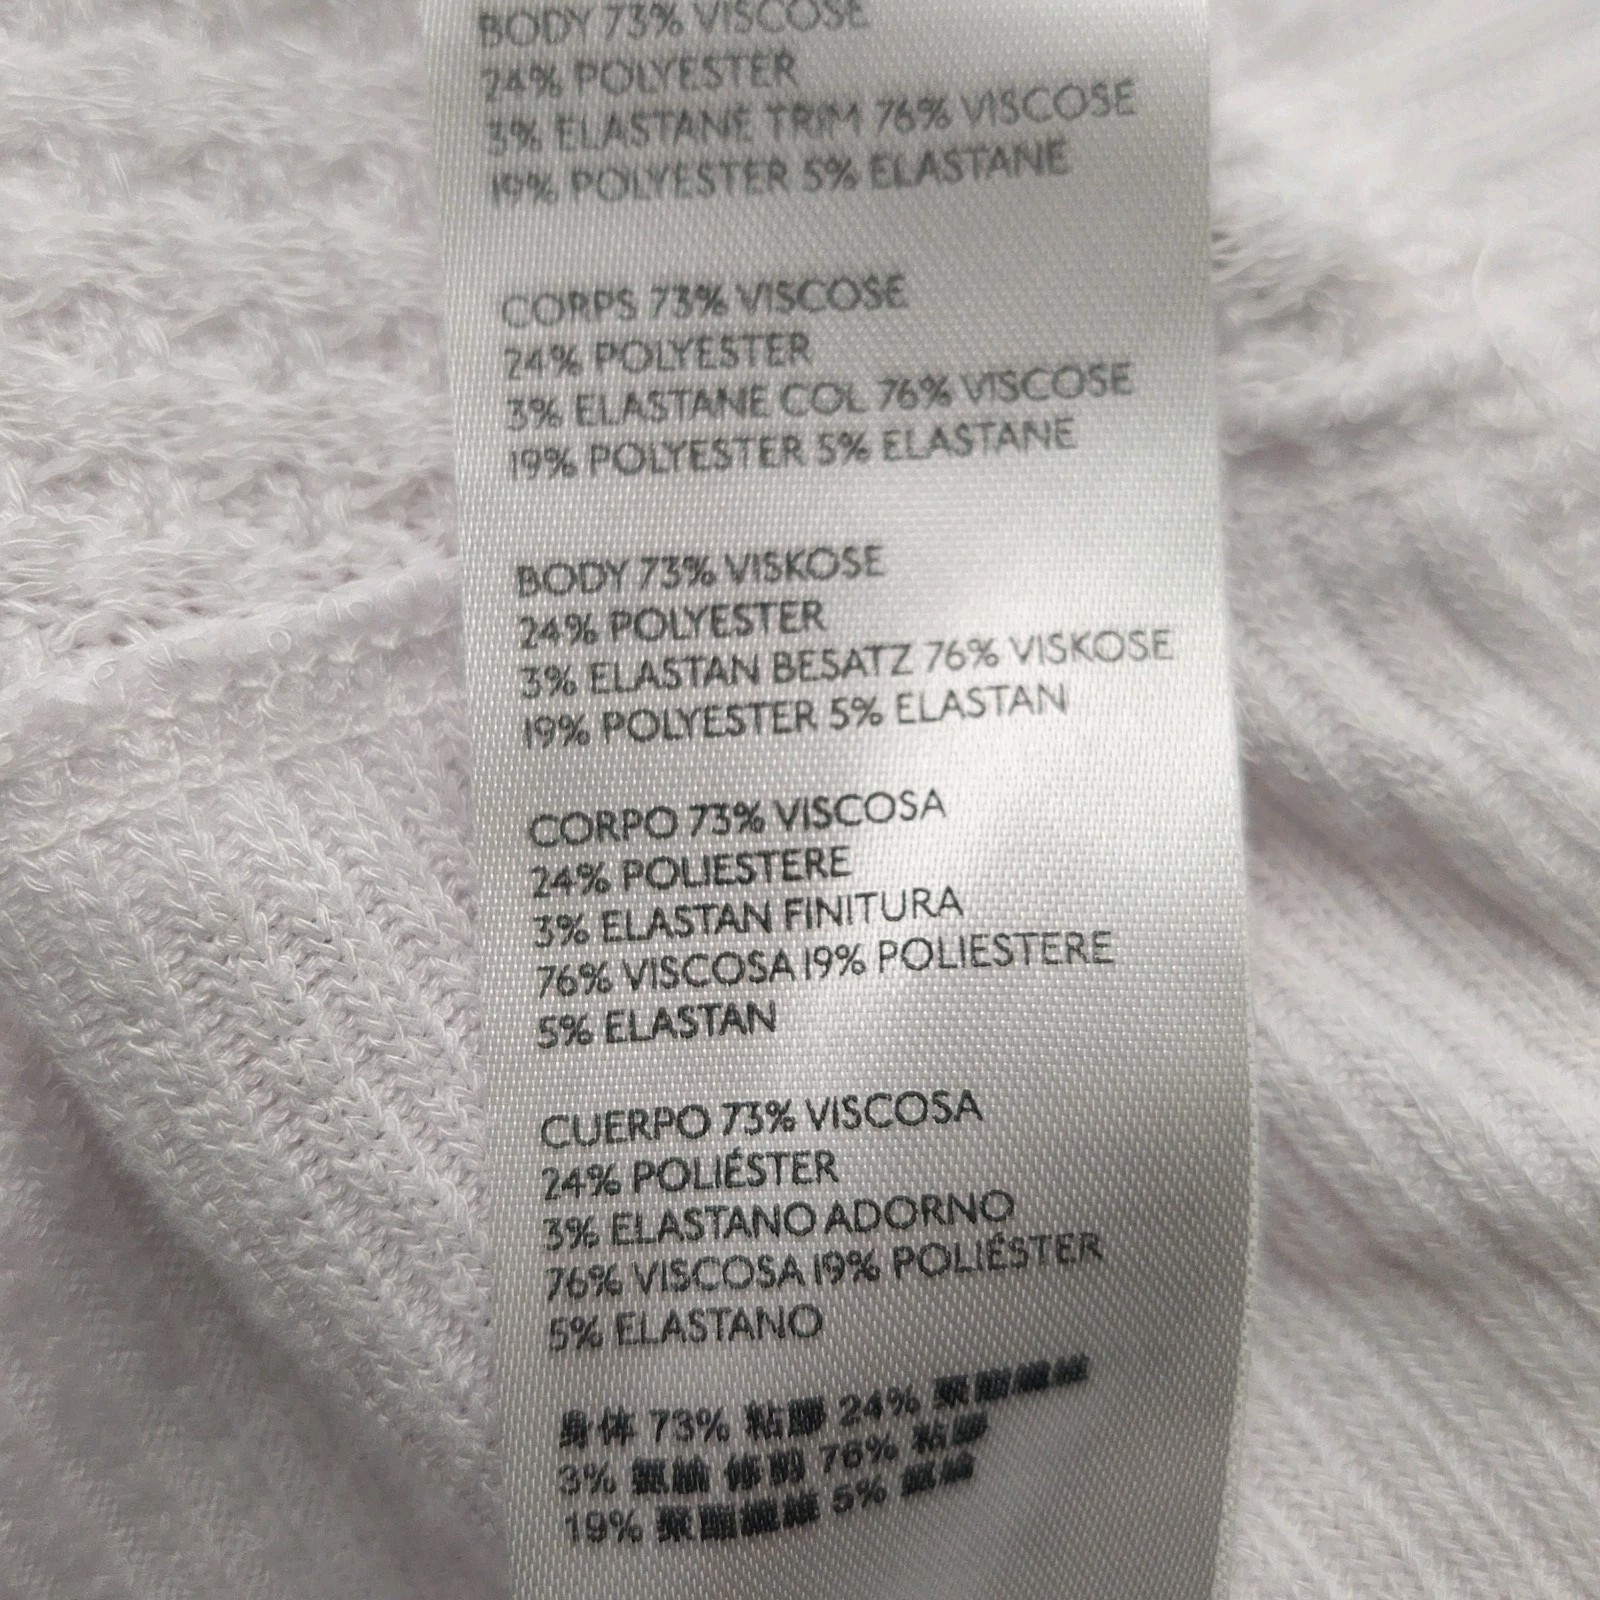 BODY 73% VISCOSE
24% POLYESTER
3% ELASTANE TRIM 76% VISCOSE
19% POLYESTER 5% ELASTANE
CORPS 73% VISCOSE
24% POLYESTER
3% ELASTANE COL 76% VISCOSE
19% POLYESTER 5% ELASTANE
BODY 73% VISKOSE
24% POLYESTER
3% ELASTAN BESATZ 76% VISKOSE
19% POLYESTER 5% ELASTAN
CORPO 73% VISCOSA
24% POLIESTERE
3% ELASTAN FINITURA
76% VISCOSA 19% POLIESTERE
5% ELASTAN
CUERPO 73% VISCOSA
24% POLIÉSTER
3% ELASTANO ADORNO
76% VISCOSA 19% POLIÉSTER
5% ELASTANO
身体 73% 粘膠 24% 聚酯纖維
3% 氨綸 修剪 76% 粘膠
19% 聚酯纖維 5% 氨綸